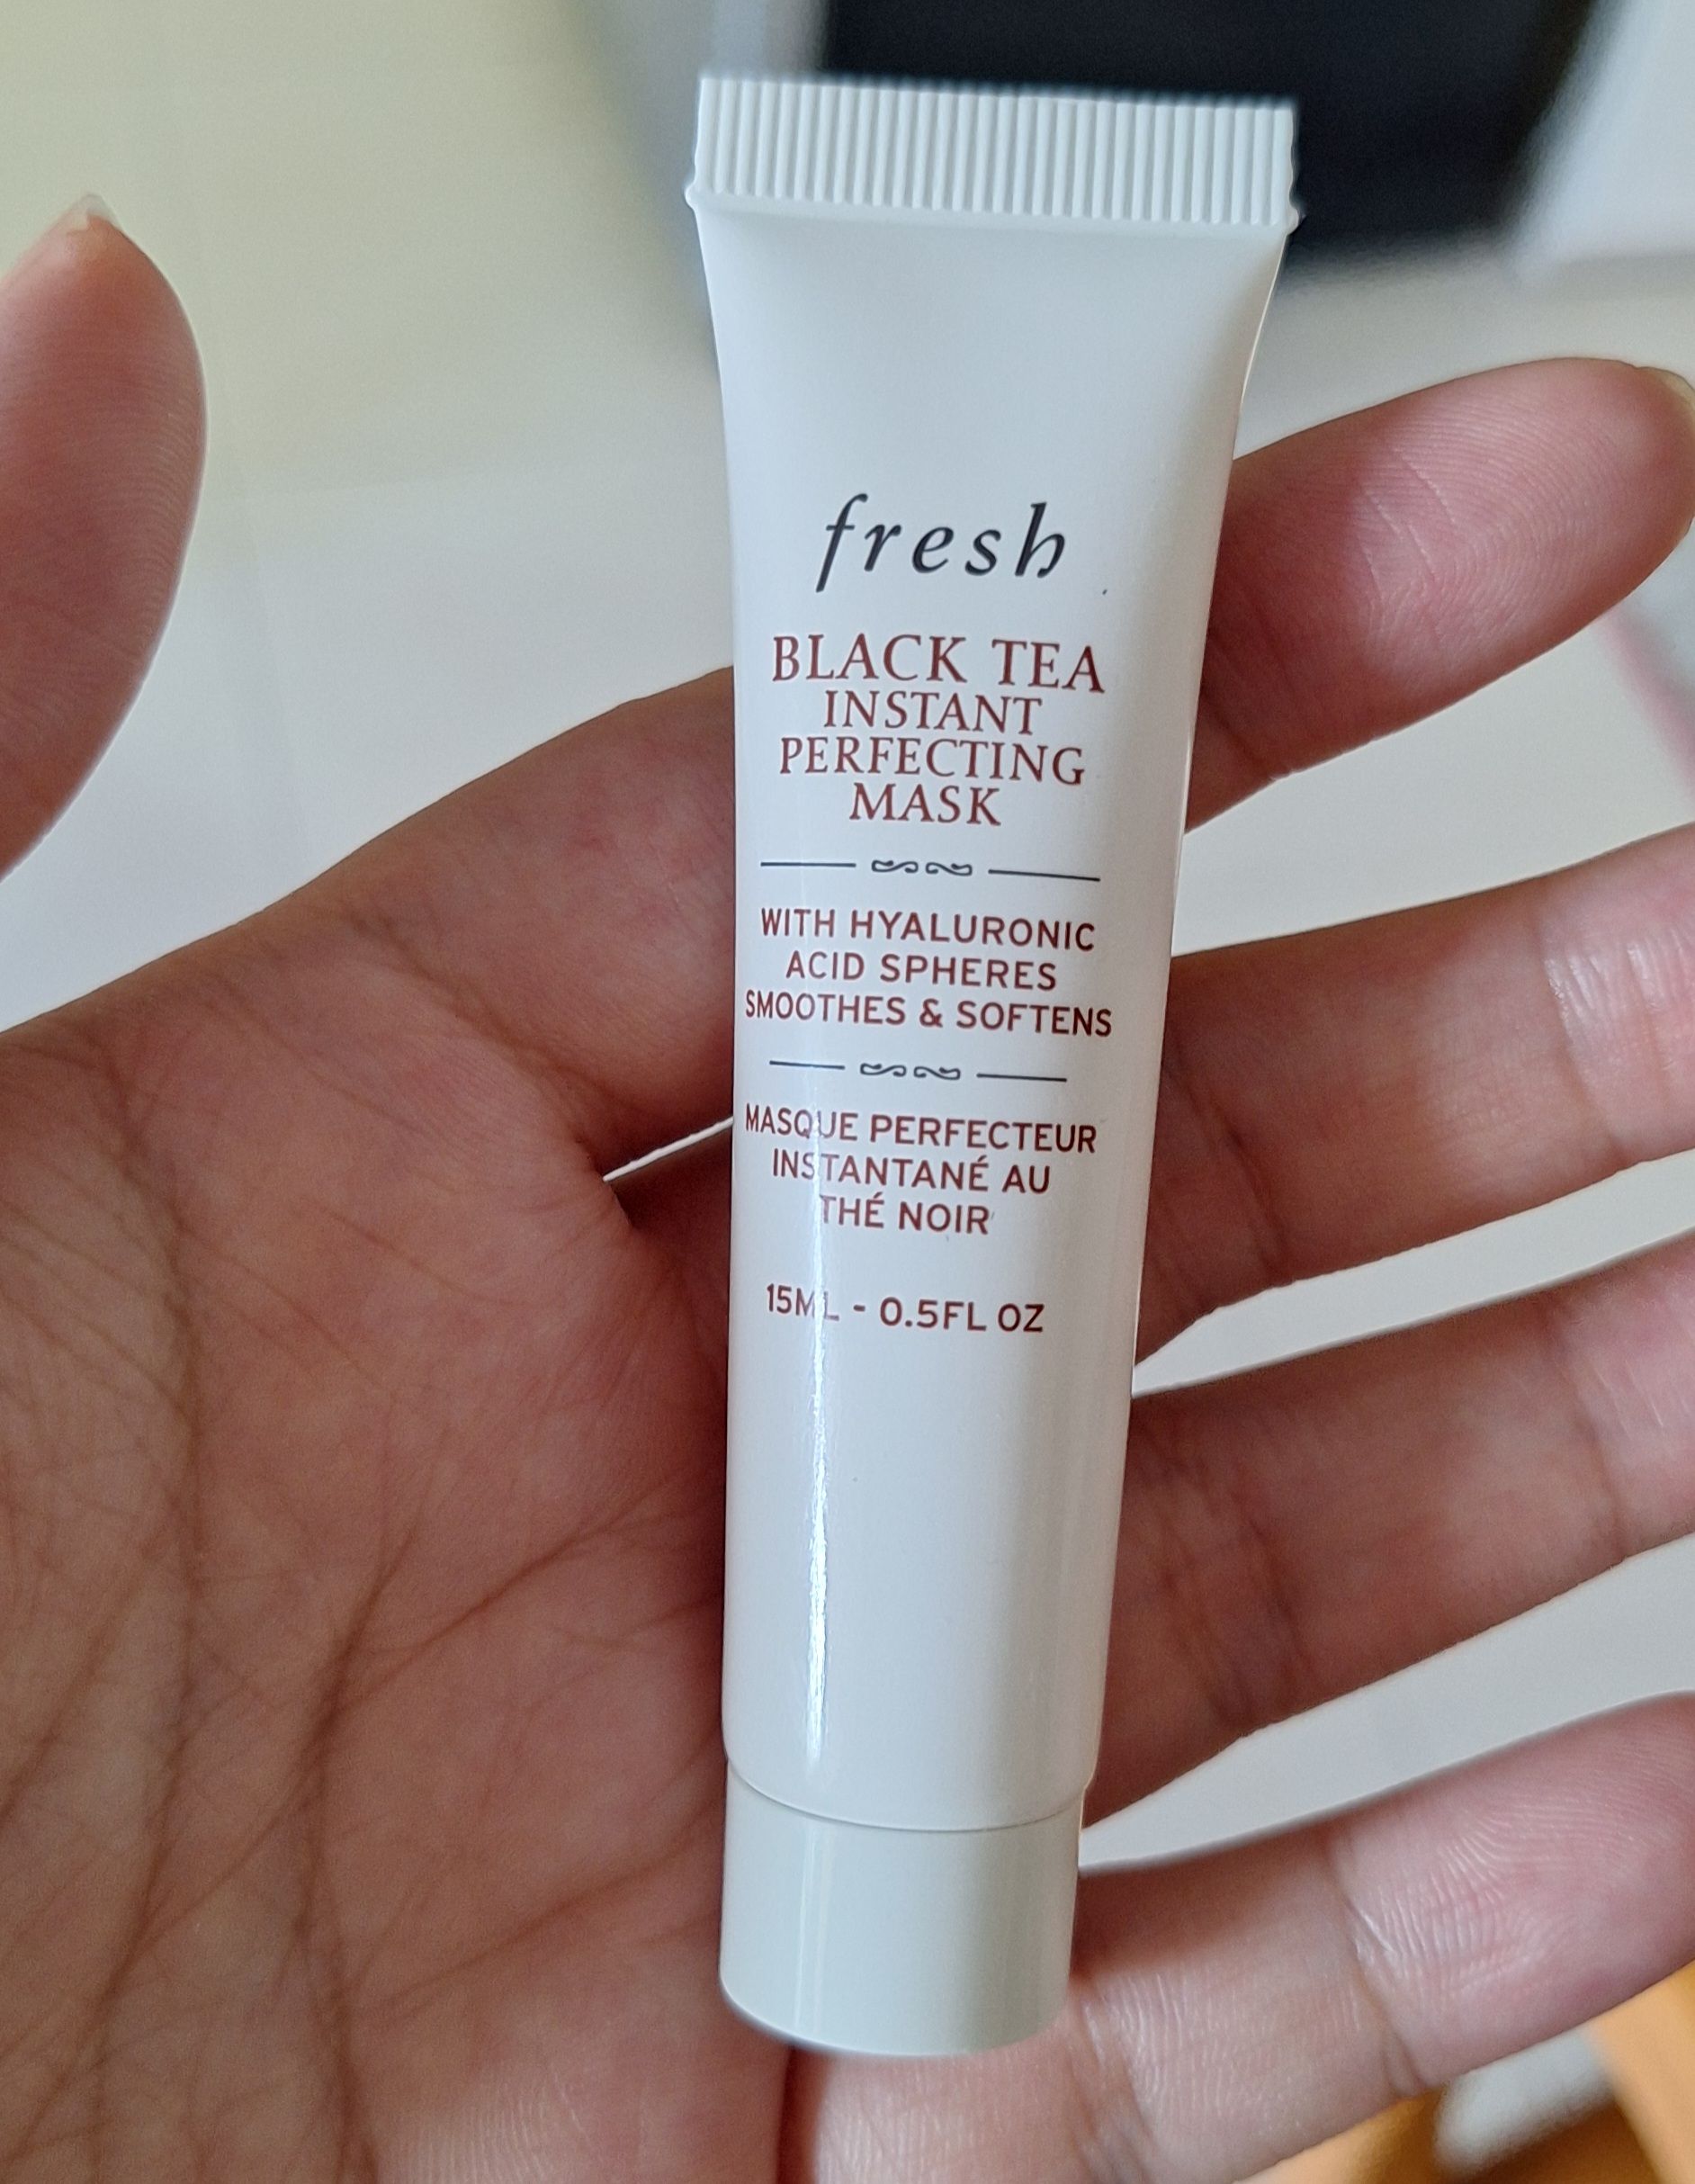 fresh
BLACK TEA
INSTANT
PERFECTING
MASK
WITH HYALURONIC
ACID SPHERES
SMOOTHES & SOFTENS
MASQUE PERFECTEUR
INSTANTANÉ AU
THÉ NOIR
15ML - 0.5FL OZ